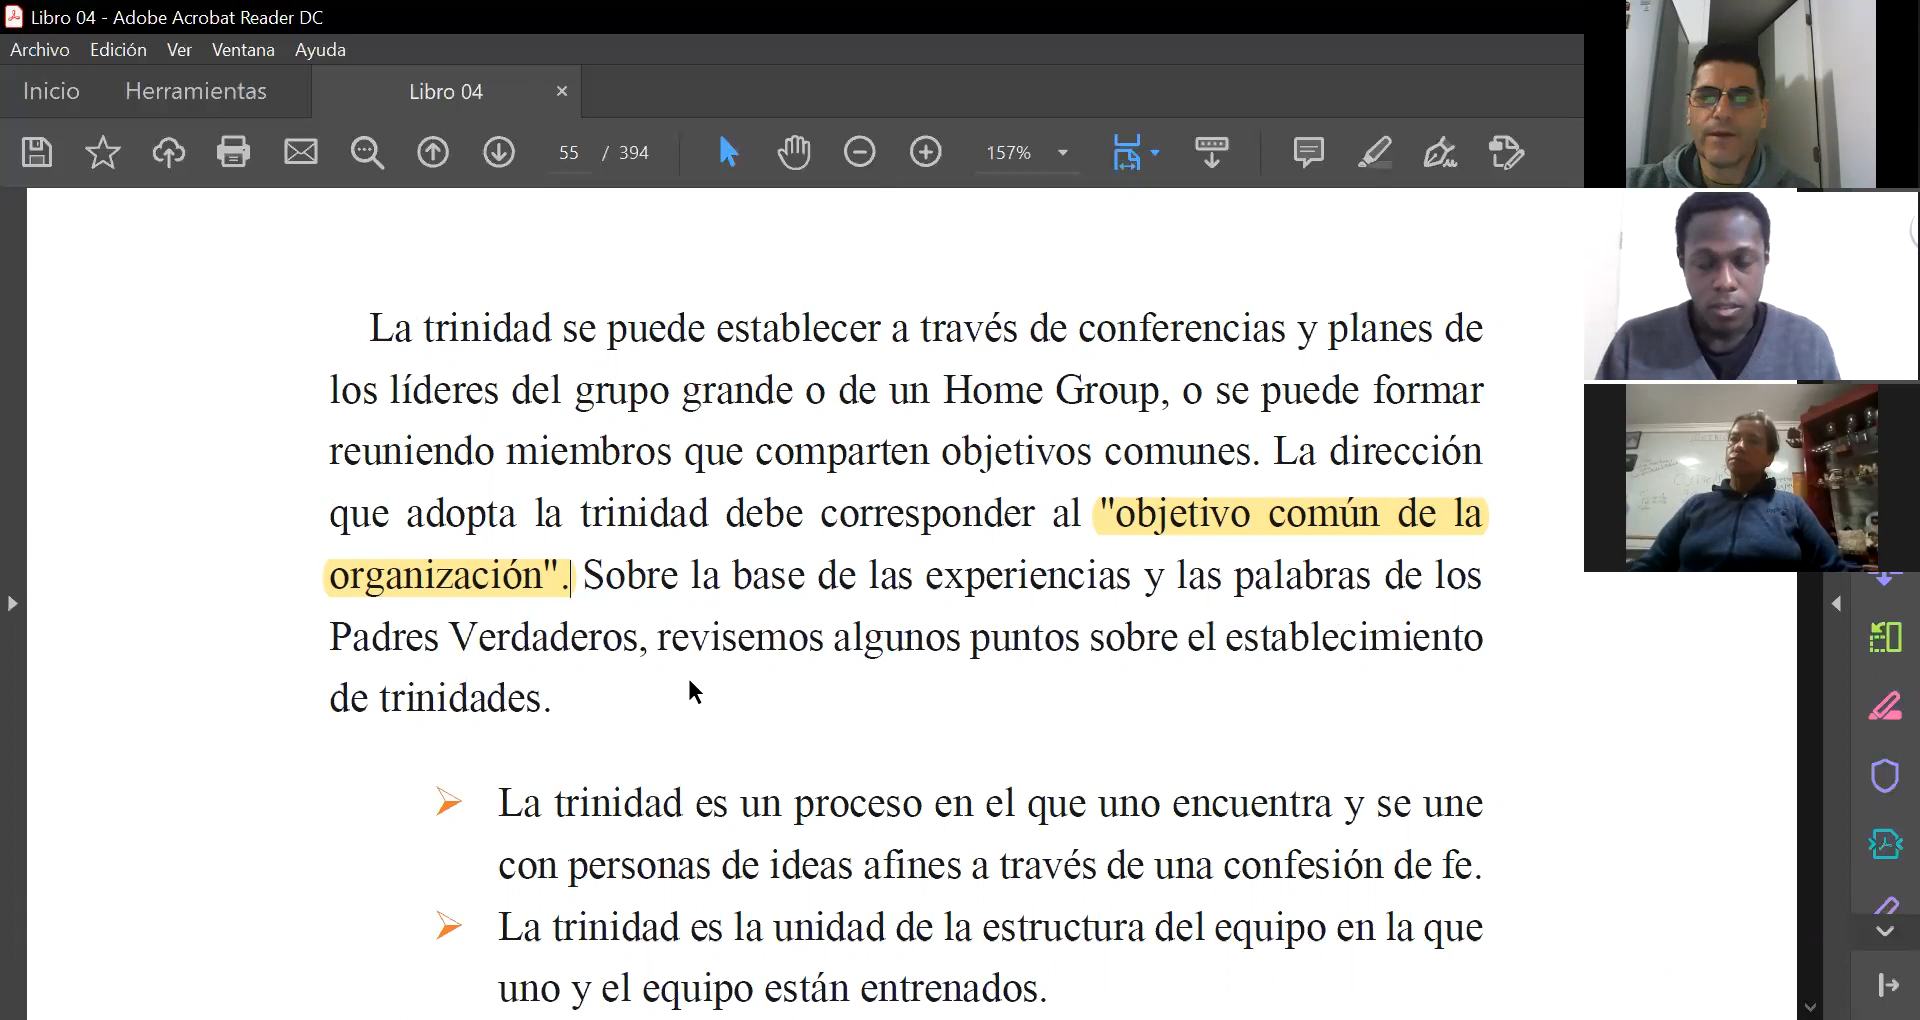 Libro 04 - Adobe Acrobat Reader DC
Archivo Edición Ver Ventana Ayuda
Inicio Herramientas Libro 04 ×
55 / 394 157%
La trinidad se puede establecer a través de conferencias y planes de
los líderes del grupo grande o de un Home Group, o se puede formar
reuniendo miembros que comparten objetivos comunes. La dirección
que adopta la trinidad debe corresponder al "objetivo común de la
organización". Sobre la base de las experiencias y las palabras de los
Padres Verdaderos, revisemos algunos puntos sobre el establecimiento
de trinidades.
➢ La trinidad es un proceso en el que uno encuentra y se une
con personas de ideas afines a través de una confesión de fe.
➢ La trinidad es la unidad de la estructura del equipo en la que
uno y el equipo están entrenados.